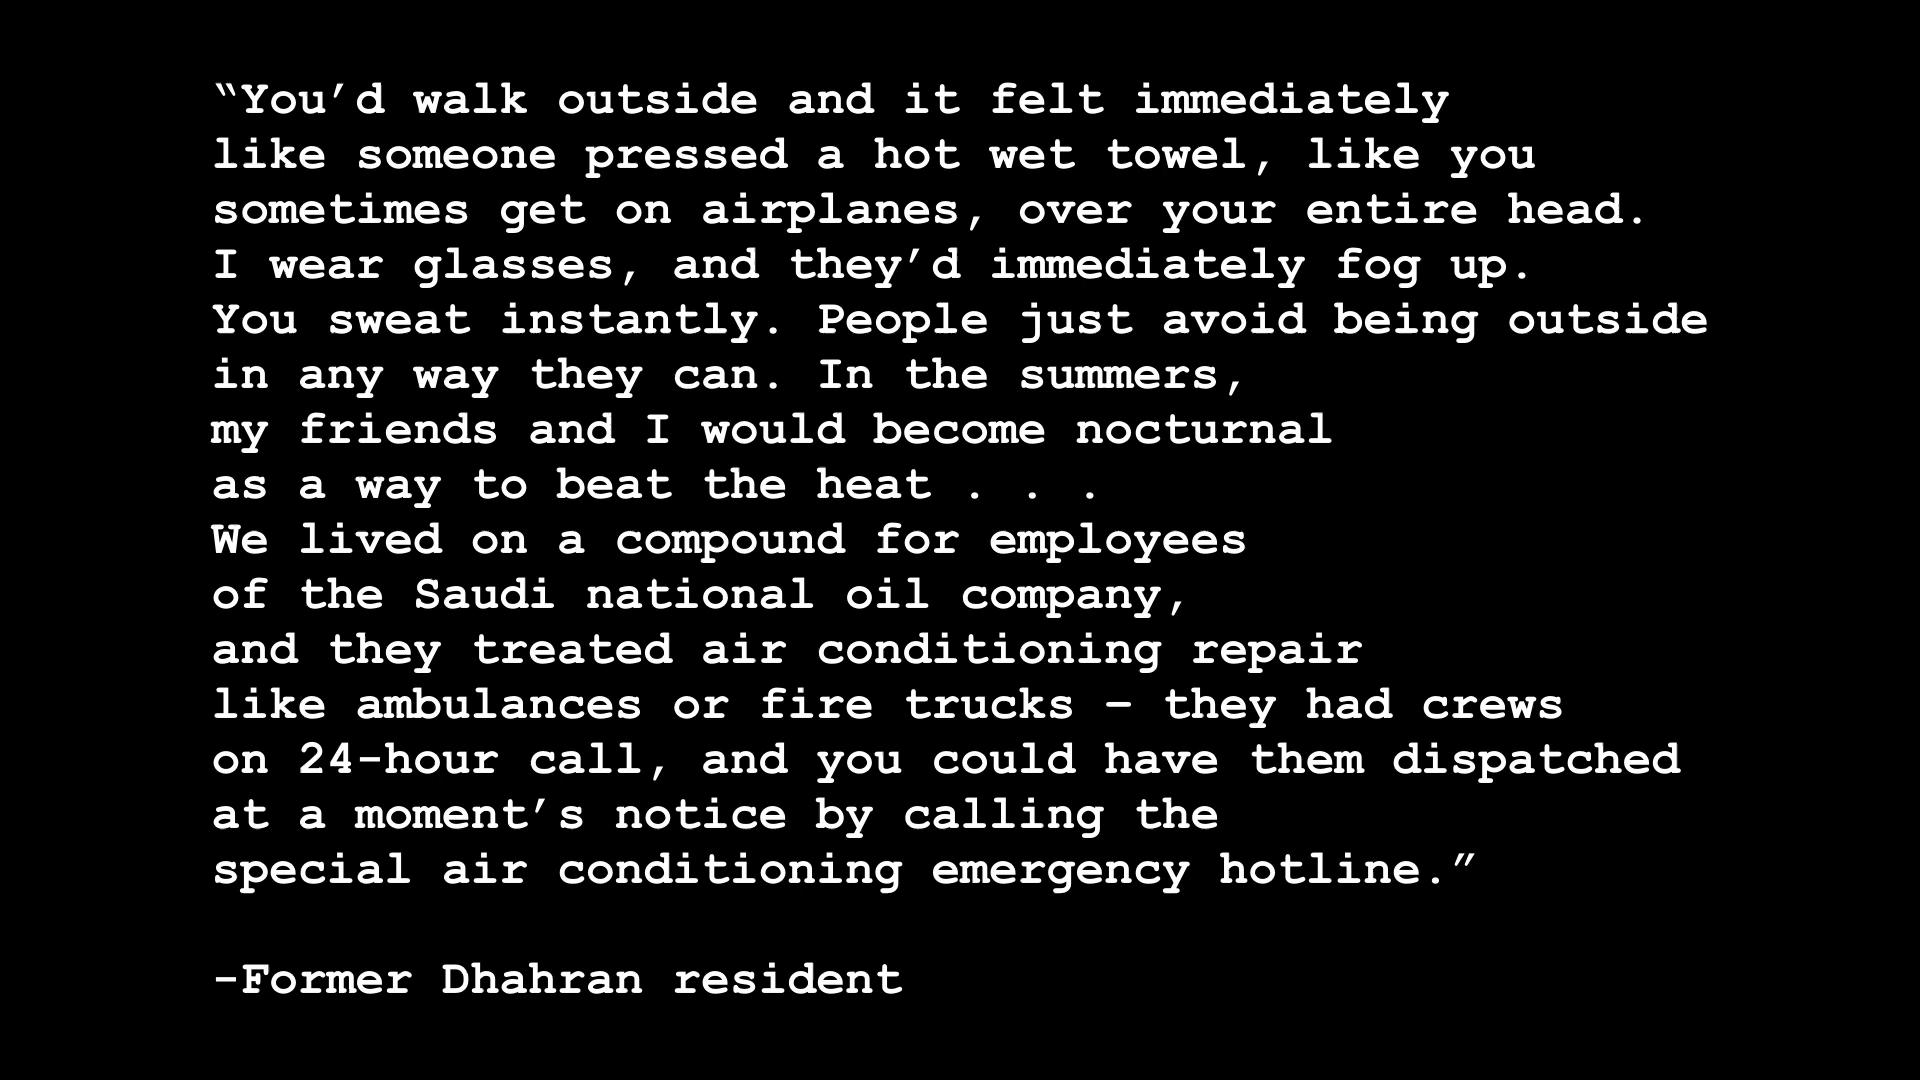 “You’d walk outside and it felt immediately
like someone pressed a hot wet towel, like you
sometimes get on airplanes, over your entire head.
I wear glasses, and they’d immediately fog up.
You sweat instantly. People just avoid being outside
in any way they can. In the summers,
my friends and I would become nocturnal
as a way to beat the heat . . .
We lived on a compound for employees
of the Saudi national oil company,
and they treated air conditioning repair
like ambulances or fire trucks – they had crews
on 24-hour call, and you could have them dispatched
at a moment’s notice by calling the
special air conditioning emergency hotline.”
-Former Dhahran resident